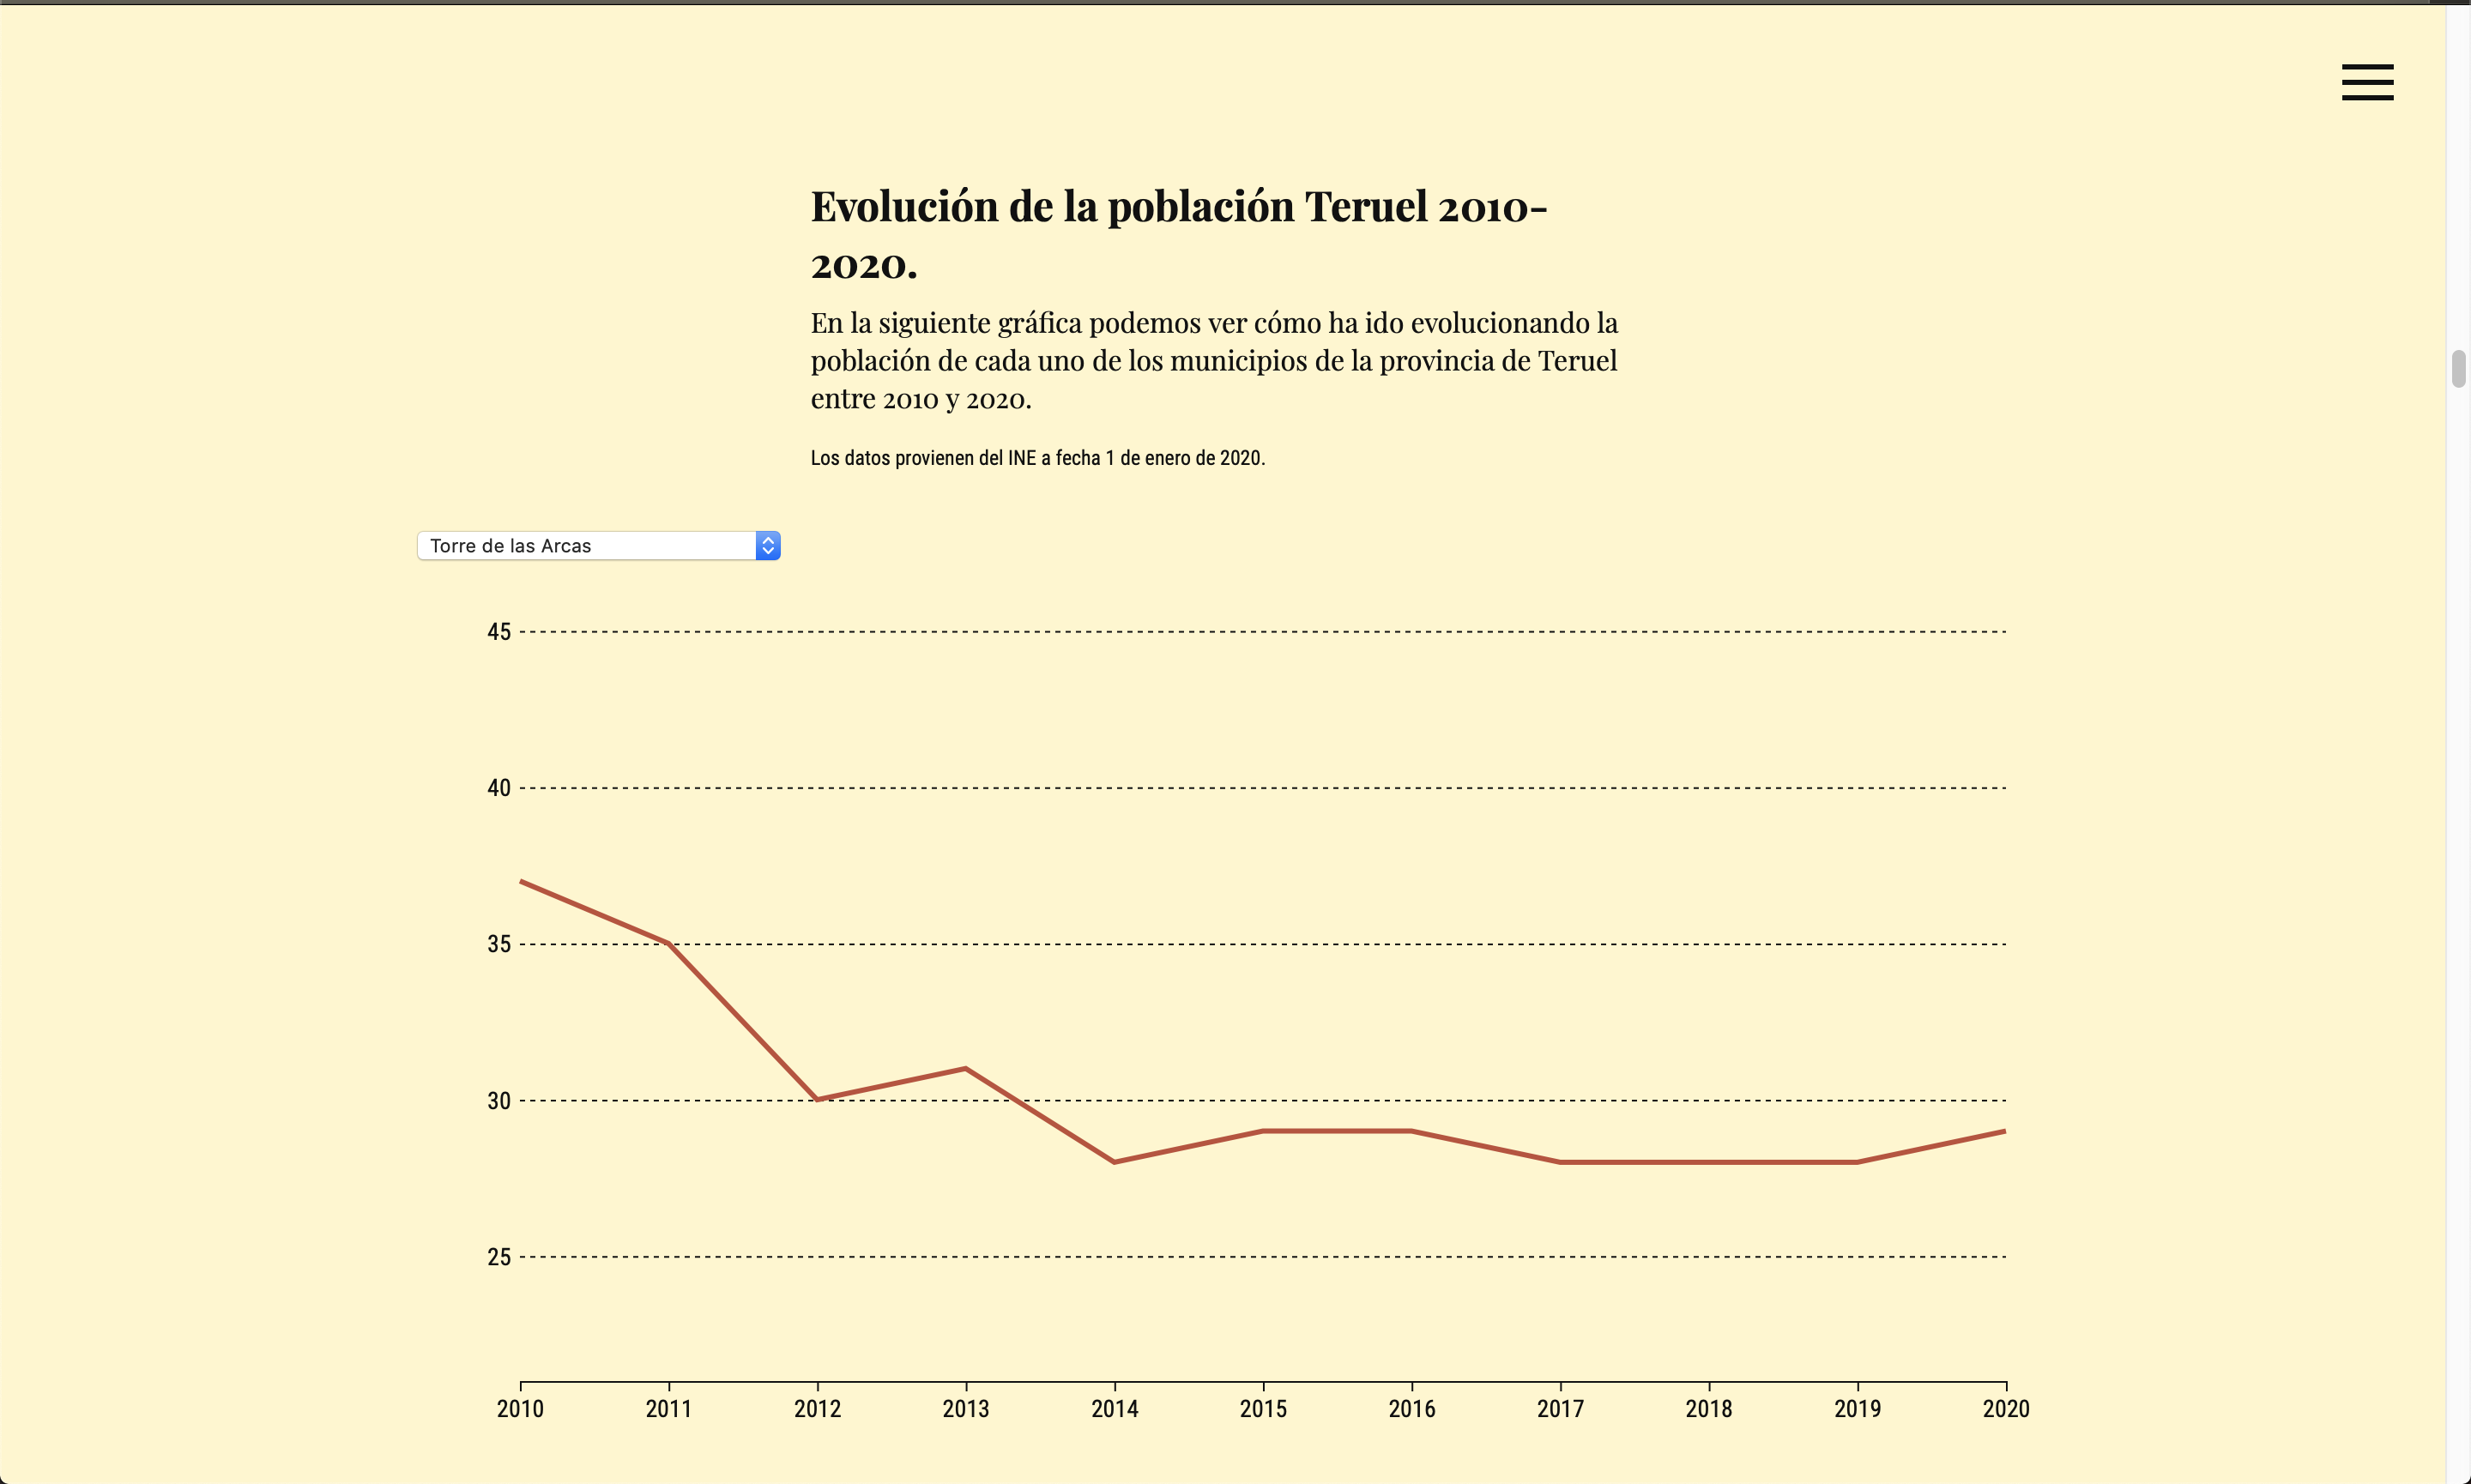 Evolución de la población Teruel 2010-
2020.
En la siguiente gráfica podemos ver cómo ha ido evolucionando la
población de cada uno de los municipios de la provincia de Teruel
entre 2010 y 2020.
Los datos provienen del INE a fecha 1 de enero de 2020.
Torre de las Arcas
45
40
35
30
25
2010 2011 2012 2013 2014 2015 2016 2017 2018 2019 2020